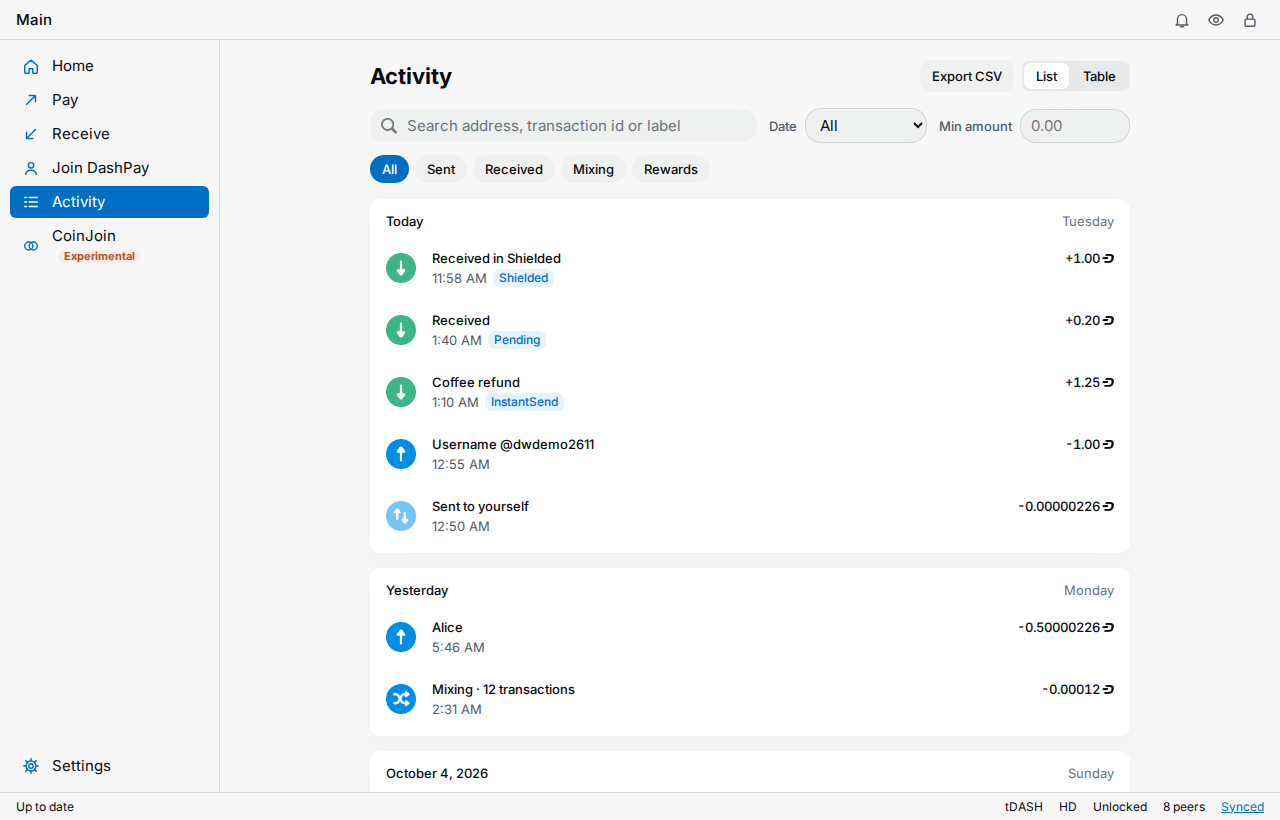 Main
Home
Pay
Receive
Join DashPay
Activity
CoinJoin
Experimental
Settings
Activity
Export CSV
List
Table
Search address, transaction id or label
Date
All
Min amount
0.00
All
Sent
Received
Mixing
Rewards
Today
Tuesday
Received in Shielded
+1.00
11:58 AM
Shielded
Received
+0.20
1:40 AM
Pending
Coffee refund
+1.25
1:10 AM
InstantSend
Username @dwdemo2611
-1.00
12:55 AM
Sent to yourself
-0.00000226
12:50 AM
Yesterday
Monday
Alice
-0.50000226
5:46 AM
Mixing · 12 transactions
-0.00012
2:31 AM
October 4, 2026
Sunday
Up to date
tDASH
HD
Unlocked
8 peers
Synced